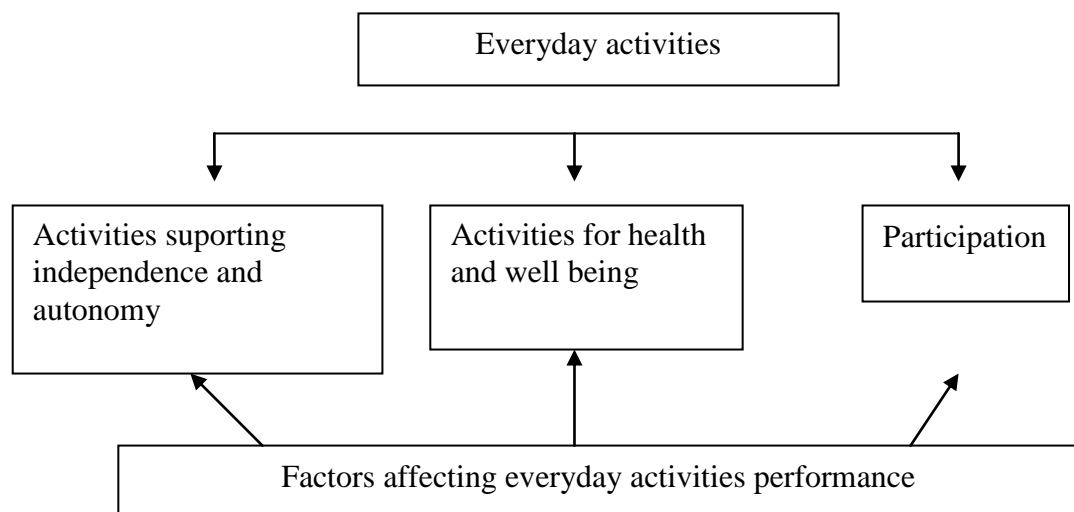 Everyday activities
Activities suporting
independence and
autonomy
Activities for health
and well being
Participation
Factors affecting everyday activities performance